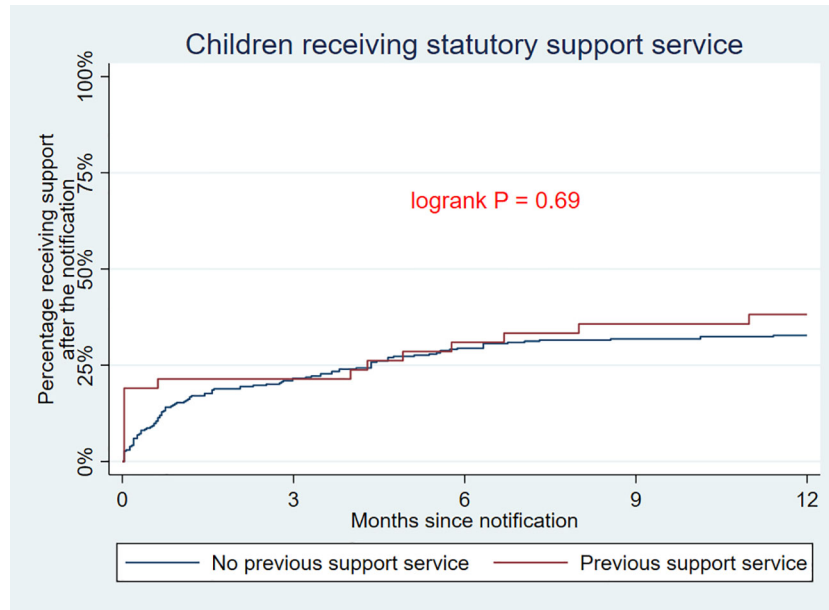 Children receiving statutory support service
Percentage receiving support
after the notification
100%
75%
50%
25%
0%
logrank P = 0.69
0 3 6 9 12
Months since notification
No previous support service Previous support service